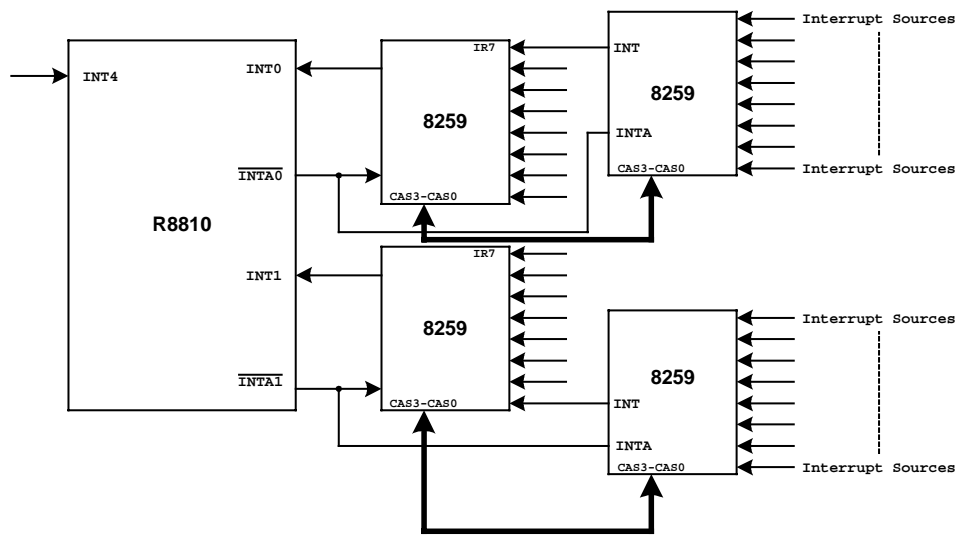 Interrupt Sources
IR7
INT
INT4
INT0
8259
8259
INTA
INTA0
CAS3-CAS0
Interrupt Sources
CAS3-CAS0
R8810
IR7
INT1
Interrupt Sources
8259
8259
INTA1
CAS3-CAS0
INT
INTA
CAS3-CAS0
Interrupt Sources